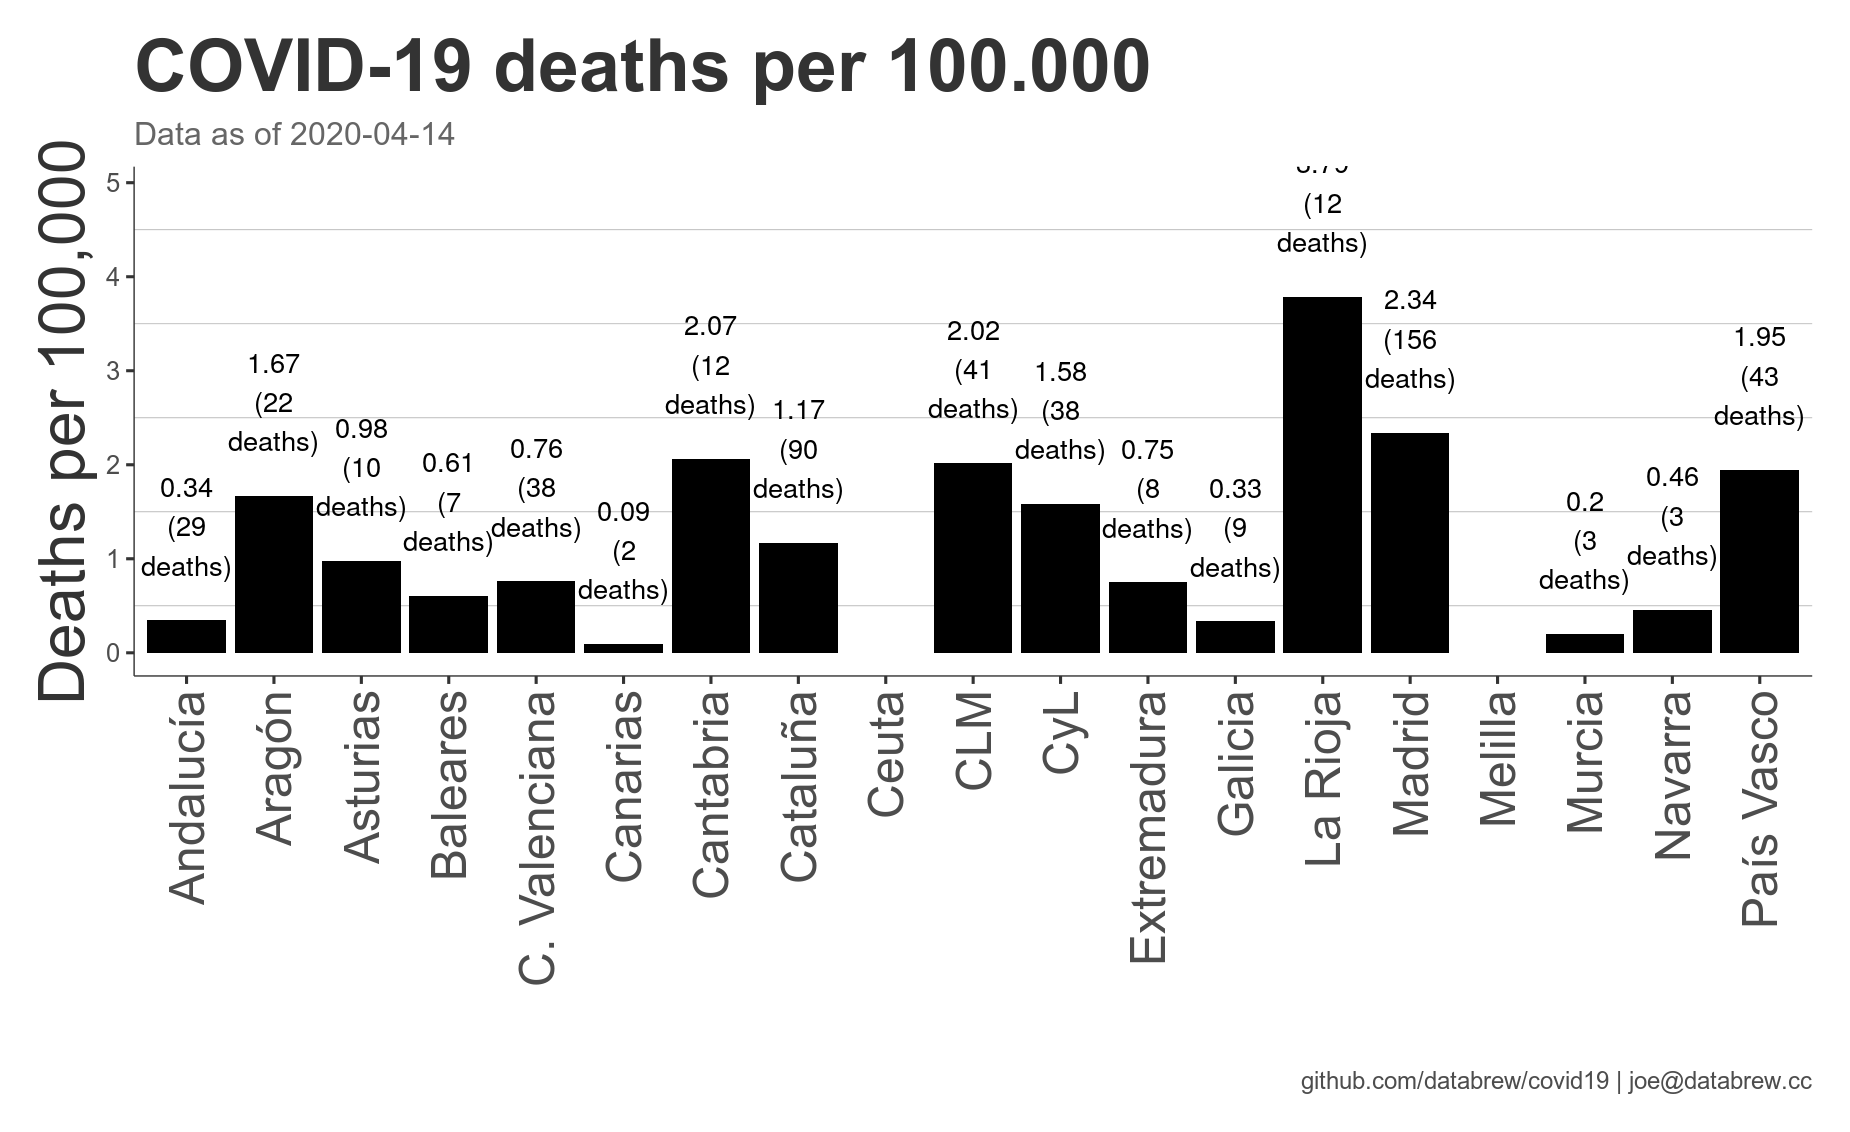 COVID-19 deaths per 100.000
Data as of 2020-04-14
Deaths per 100,000
5
4
3
2
1
0
0.34
(29
deaths)
1.67
(22
deaths)
0.98
(10
deaths)
0.61
(7
deaths)
0.76
(38
deaths)
0.09
(2
deaths)
2.07
(12
deaths)
1.17
(90
deaths)
2.02
(41
deaths)
1.58
(38
deaths)
0.75
(8
deaths)
0.33
(9
deaths)
(12
deaths)
2.34
(156
deaths)
0.2
(3
deaths)
0.46
(3
deaths)
1.95
(43
deaths)
Andalucía
Aragón
Asturias
Baleares
C. Valenciana
Canarias
Cantabria
Cataluña
Ceuta
CLM
CyL
Extremadura
Galicia
La Rioja
Madrid
Melilla
Murcia
Navarra
País Vasco
github.com/databrew/covid19 | joe@databrew.cc